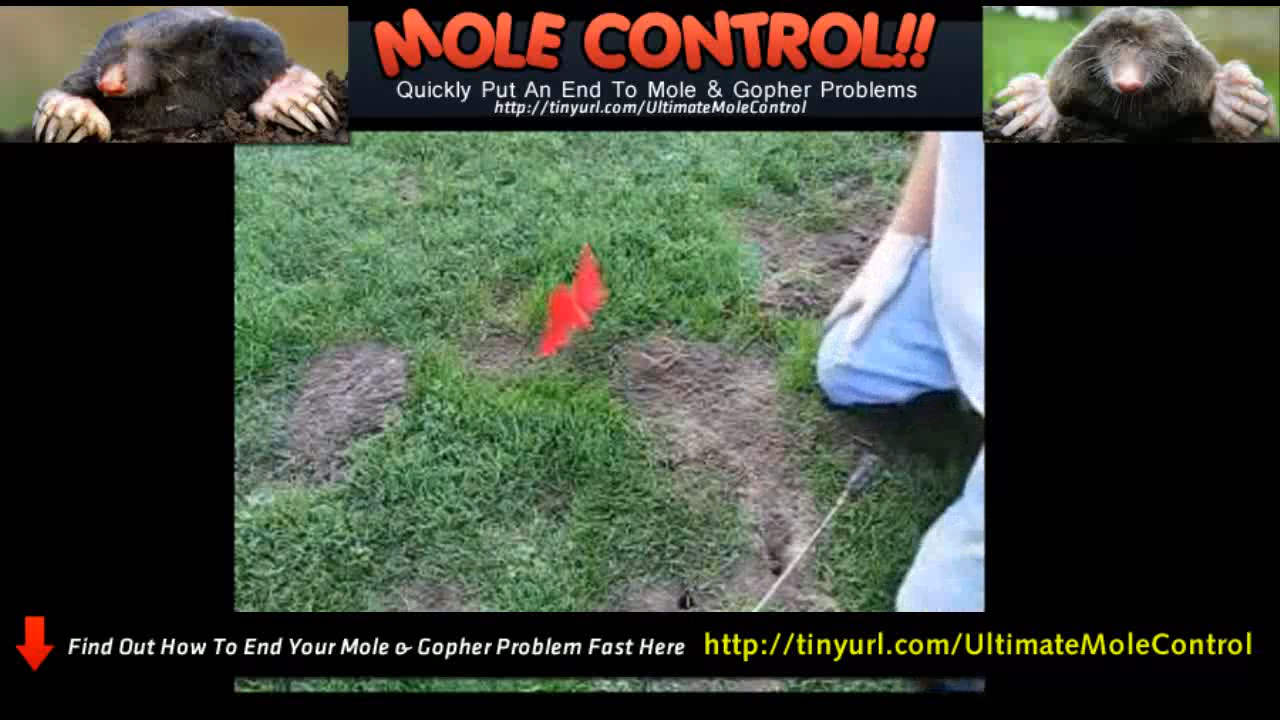 MOLE CONTROL!!
Quickly Put An End To Mole & Gopher Problems
http://tinyurl.com/UltimateMoleControl
Find Out How To End Your Mole & Gopher Problem Fast Here http://tinyurl.com/UltimateMoleControl